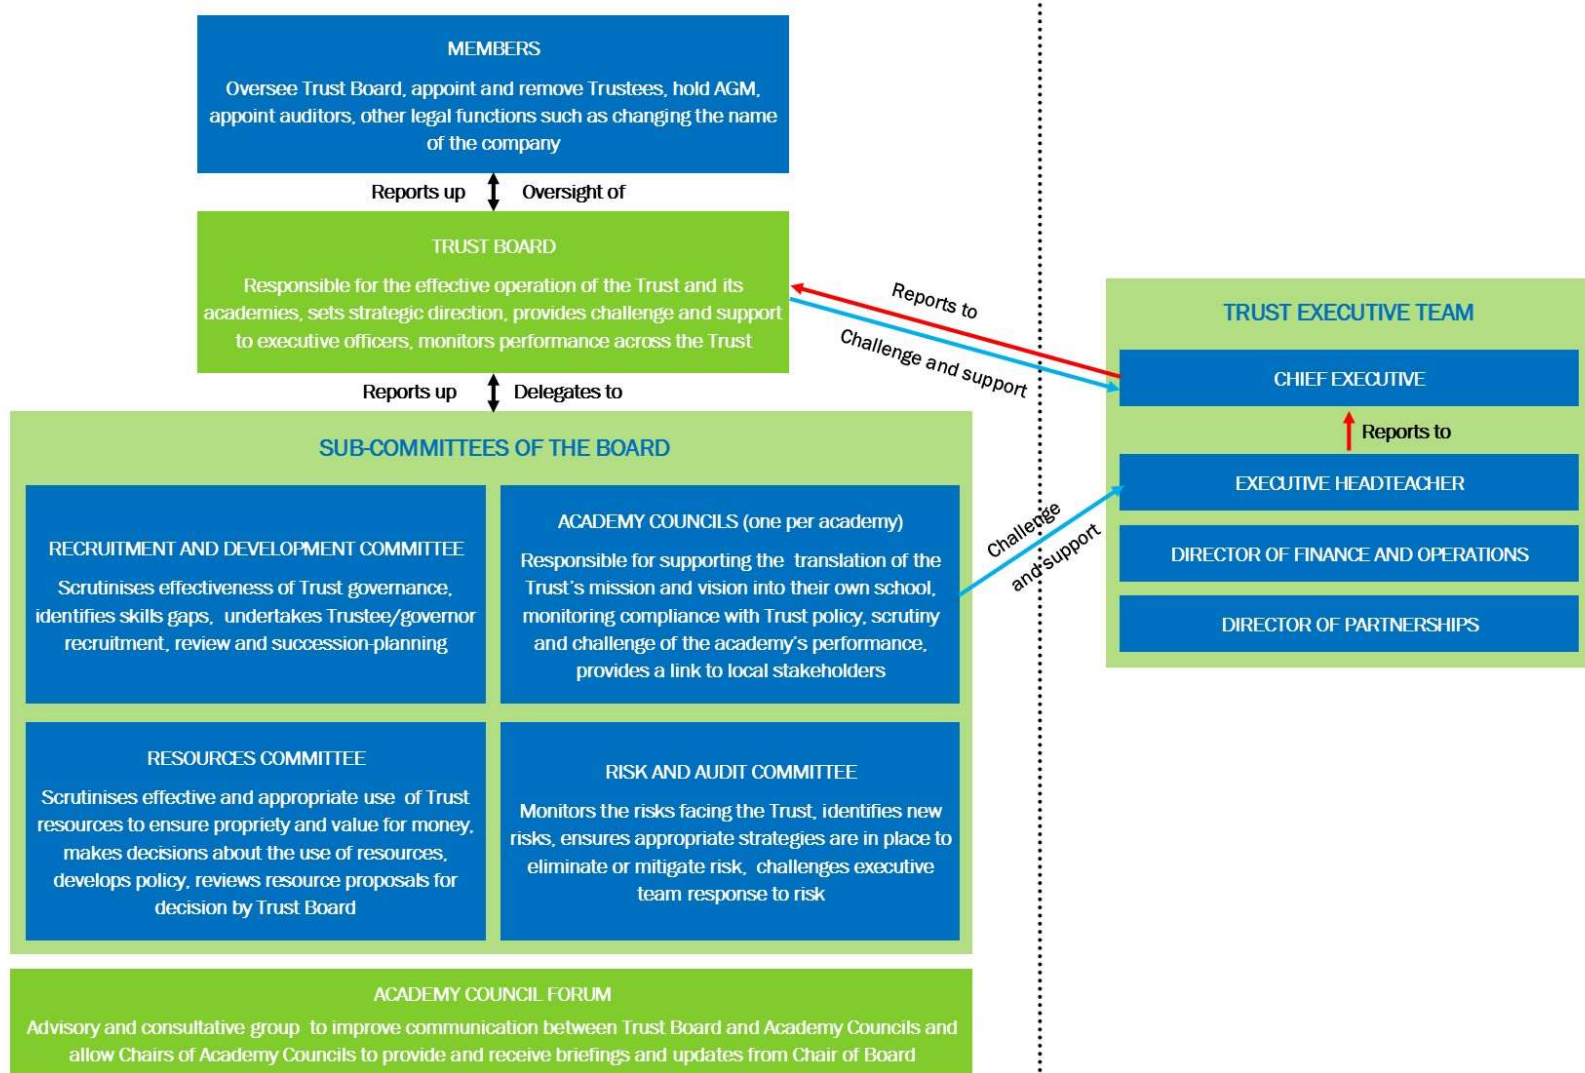 MEMBERS
Oversee Trust Board, appoint and remove Trustees, hold AGM,
appoint auditors, other legal functions such as changing the name
of the company
Reports up
Oversight of
TRUST BOARD
Responsible for the effective operation of the Trust and its
academies, sets strategic direction, provides challenge and support
to executive officers, monitors performance across the Trust
Reports up
Delegates to
Reports to
Challenge and support
SUB-COMMITTEES OF THE BOARD
RECRUITMENT AND DEVELOPMENT COMMITTEE
Scrutinises effectiveness of Trust governance,
identifies skills gaps, undertakes Trustee/governor
recruitment, review and succession-planning
ACADEMY COUNCILS (one per academy)
Responsible for supporting the translation of the
Trust's mission and vision into their own school,
monitoring compliance with Trust policy, scrutiny
and challenge of the academy's performance,
provides a link to local stakeholders
RESOURCES COMMITTEE
Scrutinises effective and appropriate use of Trust
resources to ensure propriety and value for money,
makes decisions about the use of resources,
develops policy, reviews resource proposals for
decision by Trust Board
RISK AND AUDIT COMMITTEE
Monitors the risks facing the Trust, identifies new
risks, ensures appropriate strategies are in place to
eliminate or mitigate risk, challenges executive
team response to risk
ACADEMY COUNCIL FORUM
Advisory and consultative group to improve communication between Trust Board and Academy Councils and
allow Chairs of Academy Councils to provide and receive briefings and updates from Chair of Board
Challenge
and support
TRUST EXECUTIVE TEAM
CHIEF EXECUTIVE
Reports to
EXECUTIVE HEADTEACHER
DIRECTOR OF FINANCE AND OPERATIONS
DIRECTOR OF PARTNERSHIPS